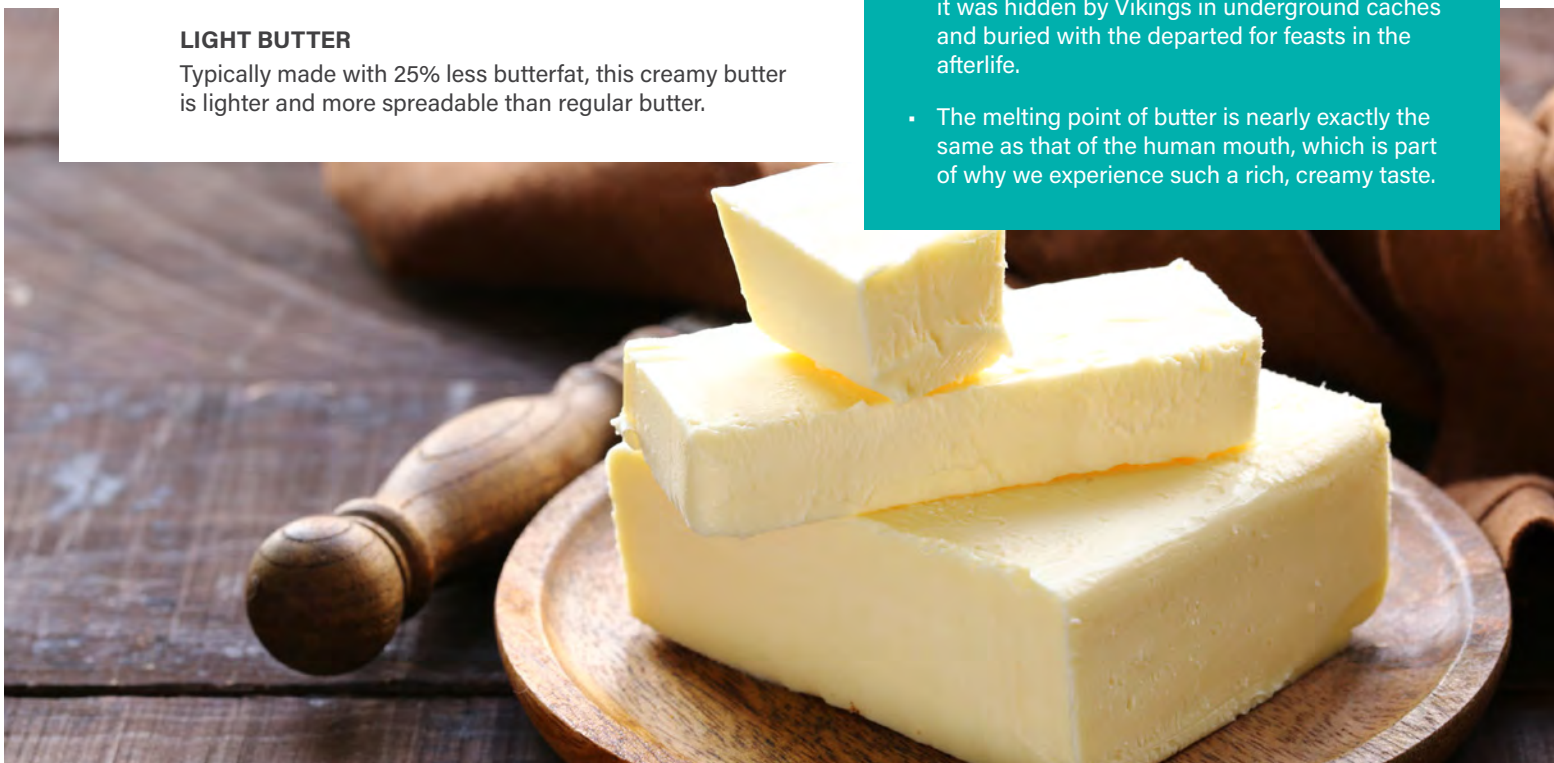 LIGHT BUTTER
Typically made with 25% less butterfat, this creamy butter
is lighter and more spreadable than regular butter.
it was hidden by Vikings in underground caches
and buried with the departed for feasts in the
afterlife.
▪ The melting point of butter is nearly exactly the
same as that of the human mouth, which is part
of why we experience such a rich, creamy taste.